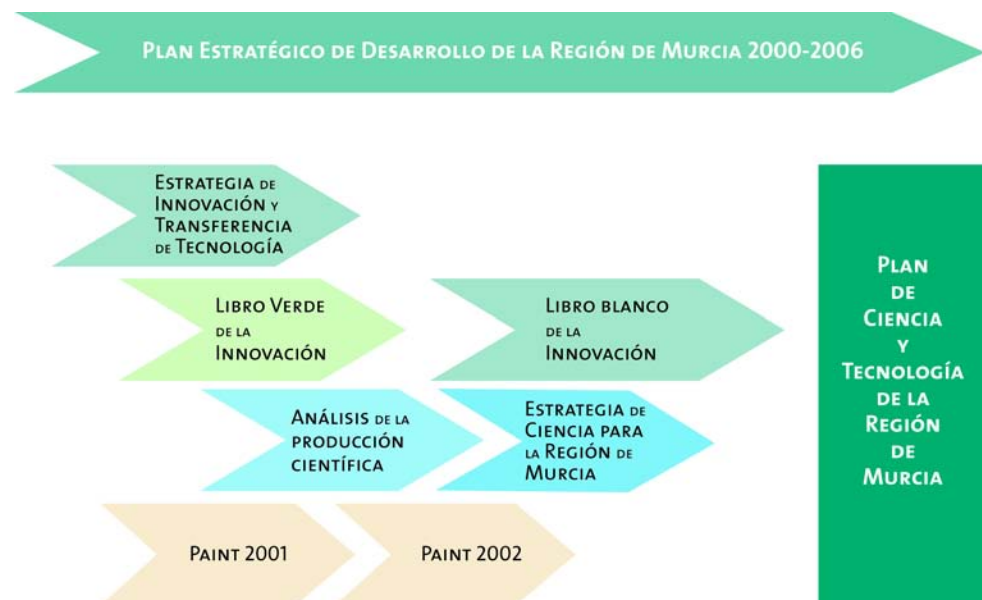 Plan Estratégico de Desarrollo de la Región de Murcia 2000-2006
Estrategia de
Innovación y
Transferencia
de Tecnología
Libro Verde
de la
Innovación
Libro blanco
de la
Innovación
Análisis de la
producción
científica
Estrategia de
Ciencia para
la Región de
Murcia
Paint 2001
Paint 2002
Plan
de
Ciencia
y
Tecnología
de la
Región
de
Murcia